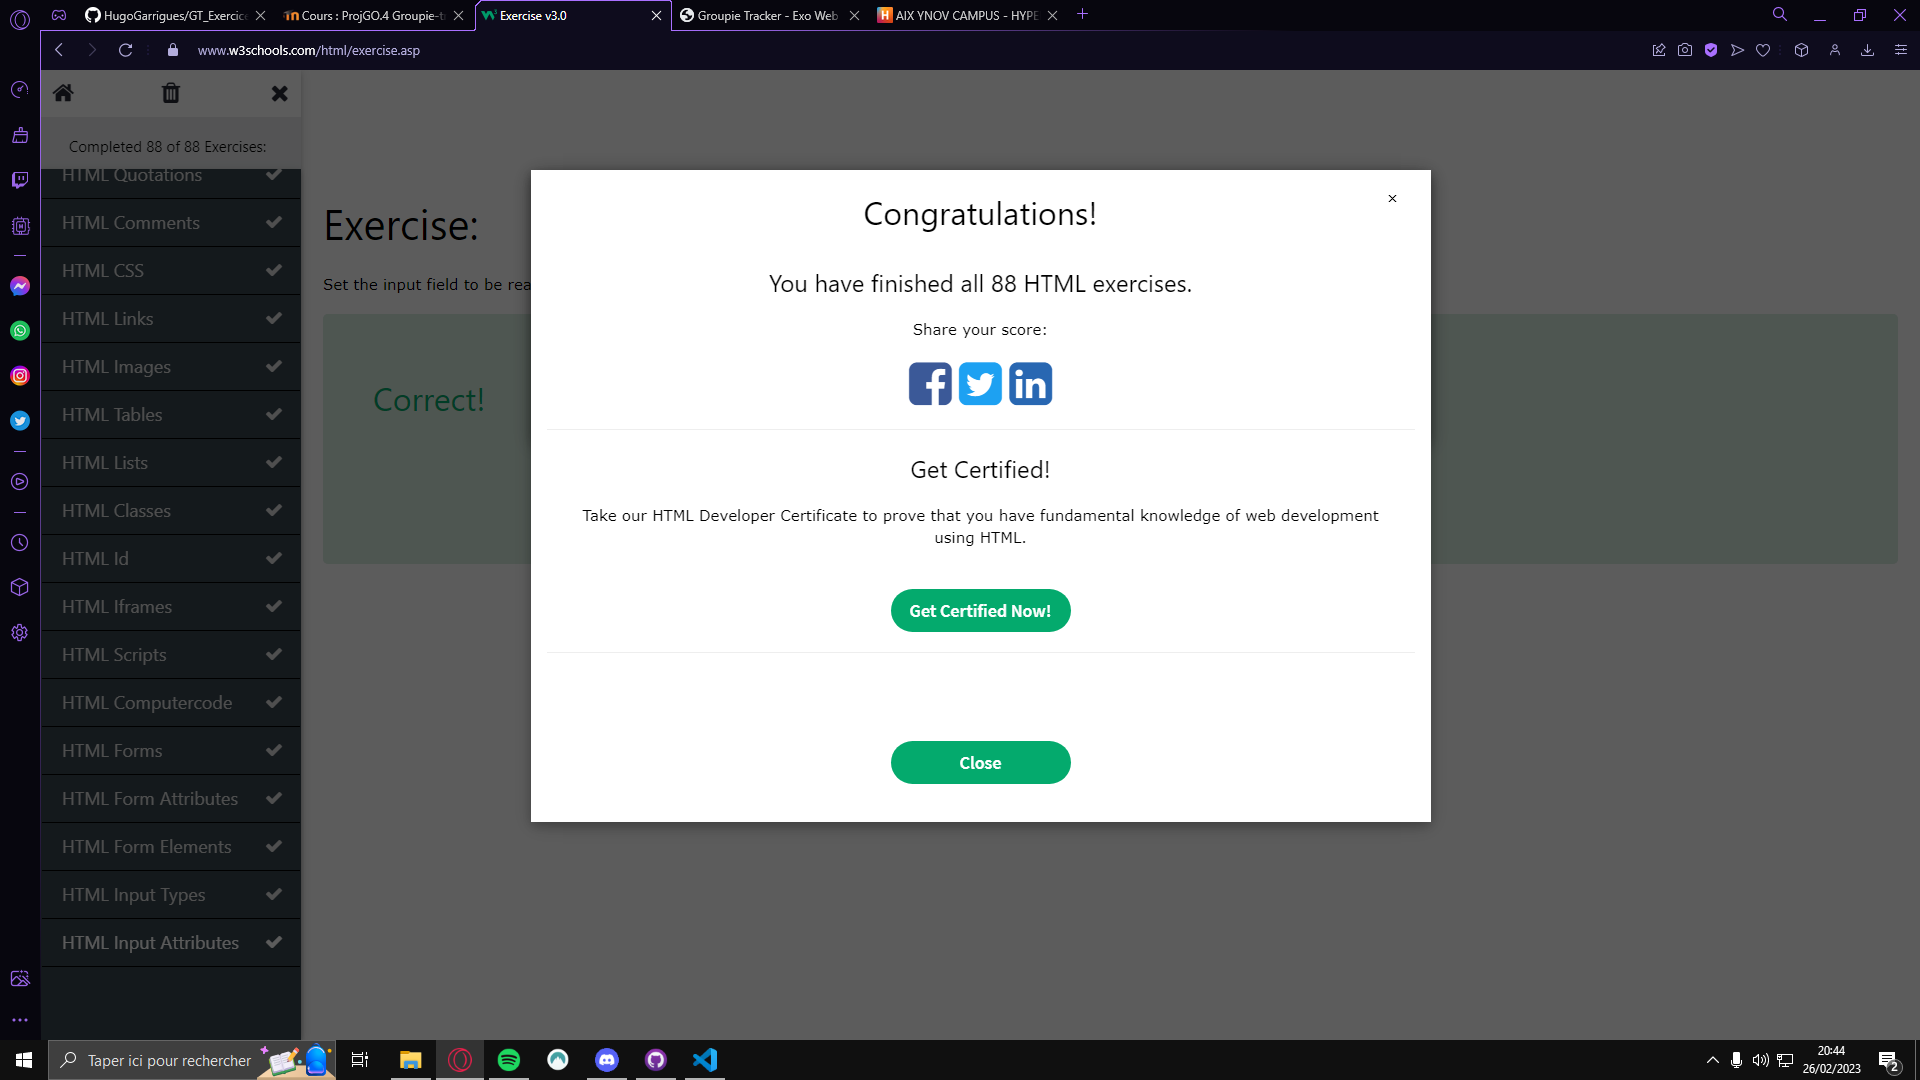 HugoGarrigues/GT_Exercice
Cours : ProjGO.4 Groupie-t
Exercise v3.0
Groupie Tracker - Exo Web
AIX YNOV CAMPUS - HYPE
www.w3schools.com/html/exercise.asp
Completed 88 of 88 Exercises:
HTML Quotations
HTML Comments
HTML CSS
HTML Links
HTML Images
HTML Tables
HTML Lists
HTML Classes
HTML Id
HTML Iframes
HTML Scripts
HTML Computercode
HTML Forms
HTML Form Attributes
HTML Form Elements
HTML Input Types
HTML Input Attributes
Exercise:
Set the input field to be rea
Correct!
Congratulations!
You have finished all 88 HTML exercises.
Share your score:
Get Certified!
Take our HTML Developer Certificate to prove that you have fundamental knowledge of web development
using HTML.
Get Certified Now!
Close
Taper ici pour rechercher
20:44
26/02/2023
2